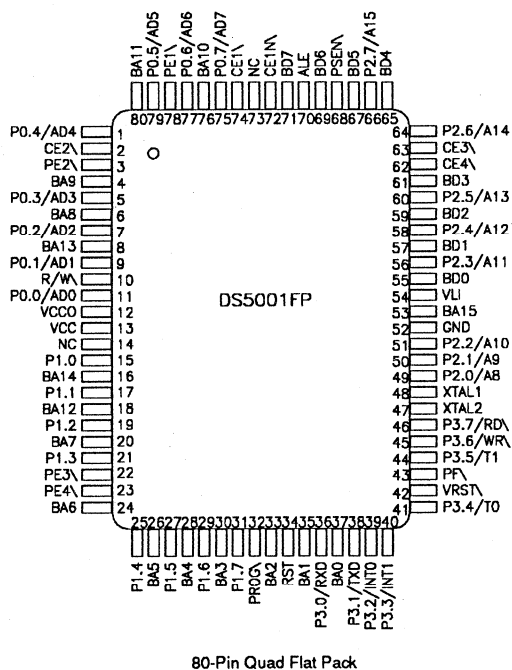 BA11 P0.5/AD5 PE1\ P0.6/AD6 BA10 P0.7/AD7 CE1\ NC CE1N\ BD7 ALE BD6 PSEN\ BD5 P2.7/A15 BD4
80 79 78 77 76 75 74 73 72 71 70 69 68 67 66 65
P0.4/AD4 1 64 P2.6/A14
CE2\ 2 63 CE3\
PE2\ 3 62 CE4\
BA9 4 61 BD3
P0.3/AD3 5 60 P2.5/A13
BA8 6 59 BD2
P0.2/AD2 7 58 P2.4/A12
BA13 8 57 BD1
P0.1/AD1 9 56 P2.3/A11
R/W\ 10 55 BD0
P0.0/AD0 11 DS5001FP 54 VLI
VCCO 12 53 BA15
VCC 13 52 GND
NC 14 51 P2.2/A10
P1.0 15 50 P2.1/A9
BA14 16 49 P2.0/A8
P1.1 17 48 XTAL1
BA12 18 47 XTAL2
P1.2 19 46 P3.7/RD\
BA7 20 45 P3.6/WR\
P1.3 21 44 P3.5/T1
PE3\ 22 43 PF\
PE4\ 23 42 VRST\
BA6 24 41 P3.4/T0
25 26 27 28 29 30 31 32 33 34 35 36 37 38 39 40
P1.4 BA5 P1.5 BA4 P1.6 BA3 P1.7 PROG\ BA2 RST BA1 P3.0/RXD BA0 P3.1/TXD P3.2/INT0 P3.3/INT1
80-Pin Quad Flat Pack